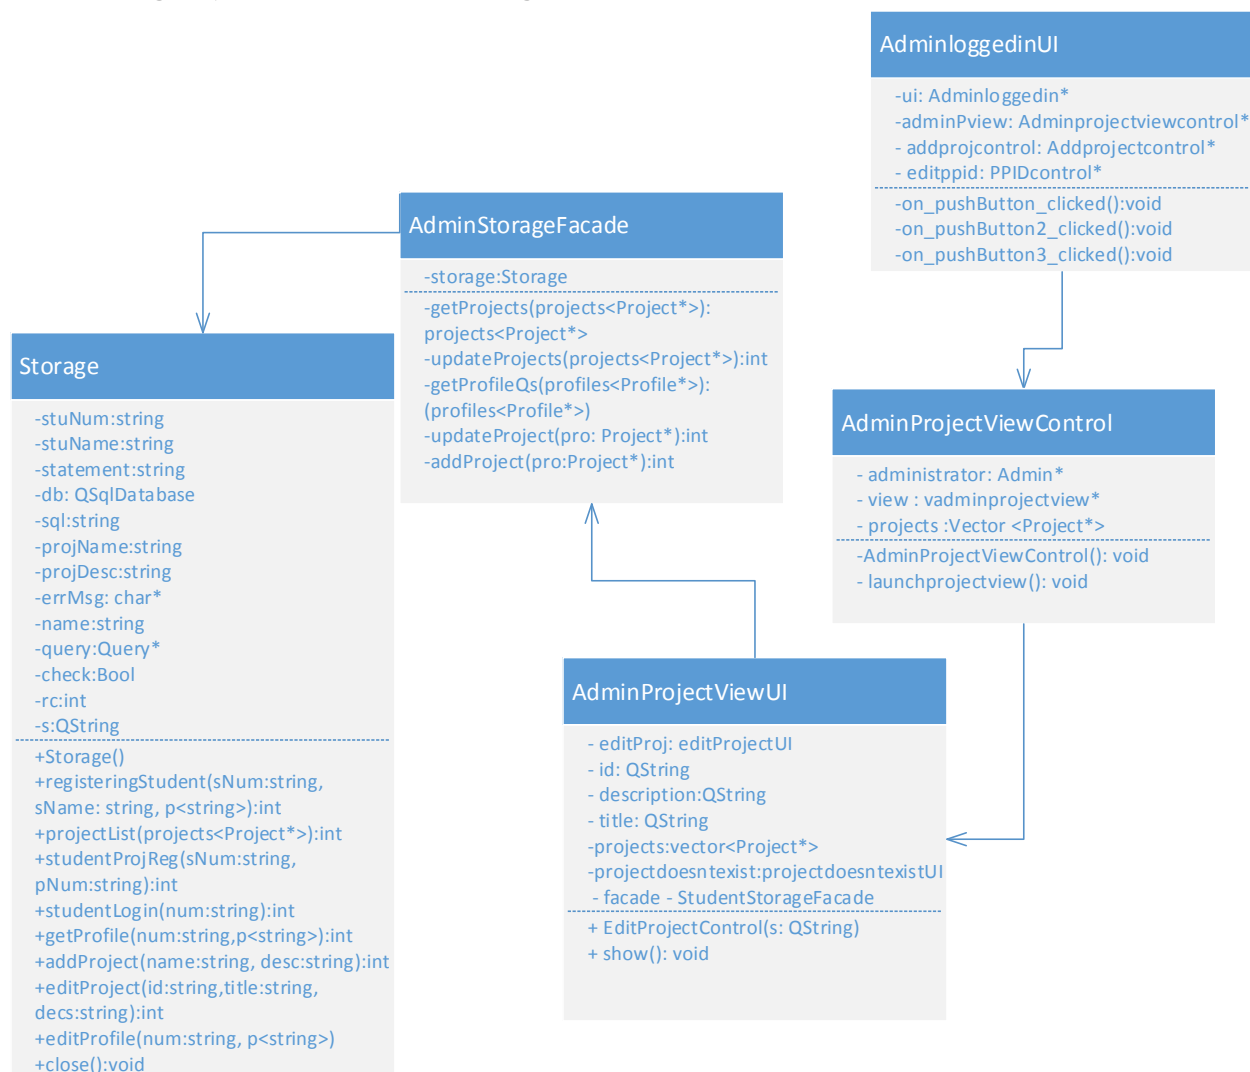 AdminloggedinUI
-ui: Adminloggedin*
-adminPview: Adminprojectviewcontrol*
- addprojcontrol: Addprojectcontrol*
- editppid: PPIDcontrol*
-on_pushButton_clicked():void
-on_pushButton2_clicked():void
-on_pushButton3_clicked():void
AdminStorageFacade
-storage:Storage
-getProjects(projects<Project*>):
projects<Project*>
-updateProjects(projects<Project*>):int
-getProfileQs(profiles<Profile*>):
(profiles<Profile*>)
-updateProject(pro: Project*):int
-addProject(pro:Project*):int
Storage
-stuNum:string
-stuName:string
-statement:string
-db: QSqlDatabase
-sql:string
-projName:string
-projDesc:string
-errMsg: char*
-name:string
-query:Query*
-check:Bool
-rc:int
-s:QString
+Storage()
+registeringStudent(sNum:string,
sName: string, p<string>):int
+projectList(projects<Project*>):int
+studentProjReg(sNum:string,
pNum:string):int
+studentLogin(num:string):int
+getProfile(num:string,p<string>):int
+addProject(name:string, desc:string):int
+editProject(id:string,title:string,
decs:string):int
+editProfile(num:string, p<string>)
+close():void
AdminProjectViewControl
- administrator: Admin*
- view : vadminprojectview*
- projects :Vector <Project*>
-AdminProjectViewControl(): void
- launchprojectview(): void
AdminProjectViewUI
- editProj: editProjectUI
- id: QString
- description:QString
- title: QString
-projects:vector<Project*>
-projectdoesntexist:projectdoesntexistUI
- facade - StudentStorageFacade
+ EditProjectControl(s: QString)
+ show(): void